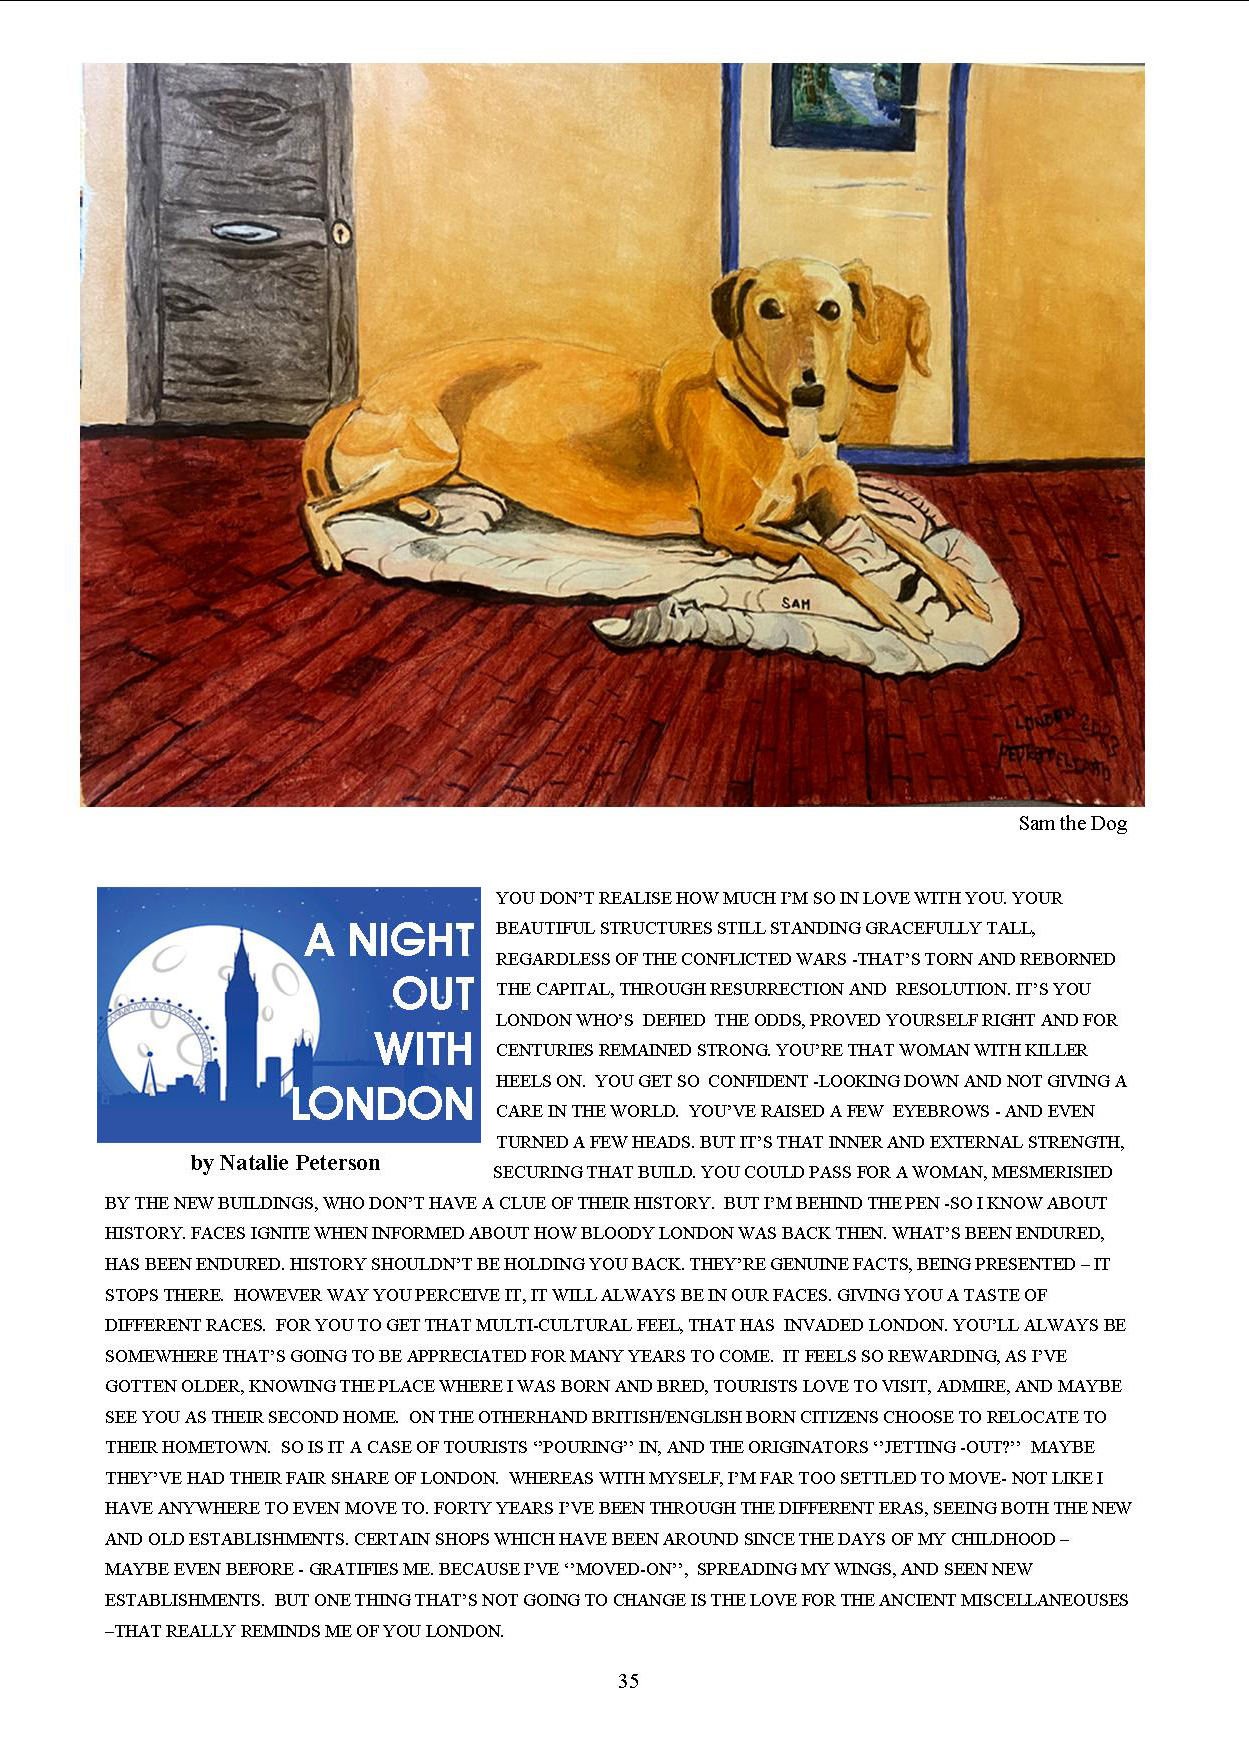 SAM
LONDON 2023
Sam the Dog
A NIGHT
OUT
WITH
LONDON
by Natalie Peterson
YOU DON’T REALISE HOW MUCH I’M SO IN LOVE WITH YOU. YOUR
BEAUTIFUL STRUCTURES STILL STANDING GRACEFULLY TALL,
REGARDLESS OF THE CONFLICTED WARS -THAT’S TORN AND REBORNED
THE CAPITAL, THROUGH RESURRECTION AND RESOLUTION. IT’S YOU
LONDON WHO’S DEFIED THE ODDS, PROVED YOURSELF RIGHT AND FOR
CENTURIES REMAINED STRONG. YOU’RE THAT WOMAN WITH KILLER
HEELS ON. YOU GET SO CONFIDENT -LOOKING DOWN AND NOT GIVING A
CARE IN THE WORLD. YOU’VE RAISED A FEW EYEBROWS - AND EVEN
TURNED A FEW HEADS. BUT IT’S THAT INNER AND EXTERNAL STRENGTH,
SECURING THAT BUILD. YOU COULD PASS FOR A WOMAN, MESMERISIED
BY THE NEW BUILDINGS, WHO DON’T HAVE A CLUE OF THEIR HISTORY. BUT I’M BEHIND THE PEN -SO I KNOW ABOUT
HISTORY. FACES IGNITE WHEN INFORMED ABOUT HOW BLOODY LONDON WAS BACK THEN. WHAT’S BEEN ENDURED,
HAS BEEN ENDURED. HISTORY SHOULDN’T BE HOLDING YOU BACK. THEY’RE GENUINE FACTS, BEING PRESENTED – IT
STOPS THERE. HOWEVER WAY YOU PERCEIVE IT, IT WILL ALWAYS BE IN OUR FACES. GIVING YOU A TASTE OF
DIFFERENT RACES. FOR YOU TO GET THAT MULTI-CULTURAL FEEL, THAT HAS INVADED LONDON. YOU’LL ALWAYS BE
SOMEWHERE THAT’S GOING TO BE APPRECIATED FOR MANY YEARS TO COME. IT FEELS SO REWARDING, AS I’VE
GOTTEN OLDER, KNOWING THE PLACE WHERE I WAS BORN AND BRED, TOURISTS LOVE TO VISIT, ADMIRE, AND MAYBE
SEE YOU AS THEIR SECOND HOME. ON THE OTHERHAND BRITISH/ENGLISH BORN CITIZENS CHOOSE TO RELOCATE TO
THEIR HOMETOWN. SO IS IT A CASE OF TOURISTS ‘’POURING’’ IN, AND THE ORIGINATORS ‘’JETTING -OUT?’’ MAYBE
THEY’VE HAD THEIR FAIR SHARE OF LONDON. WHEREAS WITH MYSELF, I’M FAR TOO SETTLED TO MOVE- NOT LIKE I
HAVE ANYWHERE TO EVEN MOVE TO. FORTY YEARS I’VE BEEN THROUGH THE DIFFERENT ERAS, SEEING BOTH THE NEW
AND OLD ESTABLISHMENTS. CERTAIN SHOPS WHICH HAVE BEEN AROUND SINCE THE DAYS OF MY CHILDHOOD –
MAYBE EVEN BEFORE - GRATIFIES ME. BECAUSE I’VE ‘’MOVED-ON’’, SPREADING MY WINGS, AND SEEN NEW
ESTABLISHMENTS. BUT ONE THING THAT’S NOT GOING TO CHANGE IS THE LOVE FOR THE ANCIENT MISCELLANEOUSES
–THAT REALLY REMINDS ME OF YOU LONDON.
35